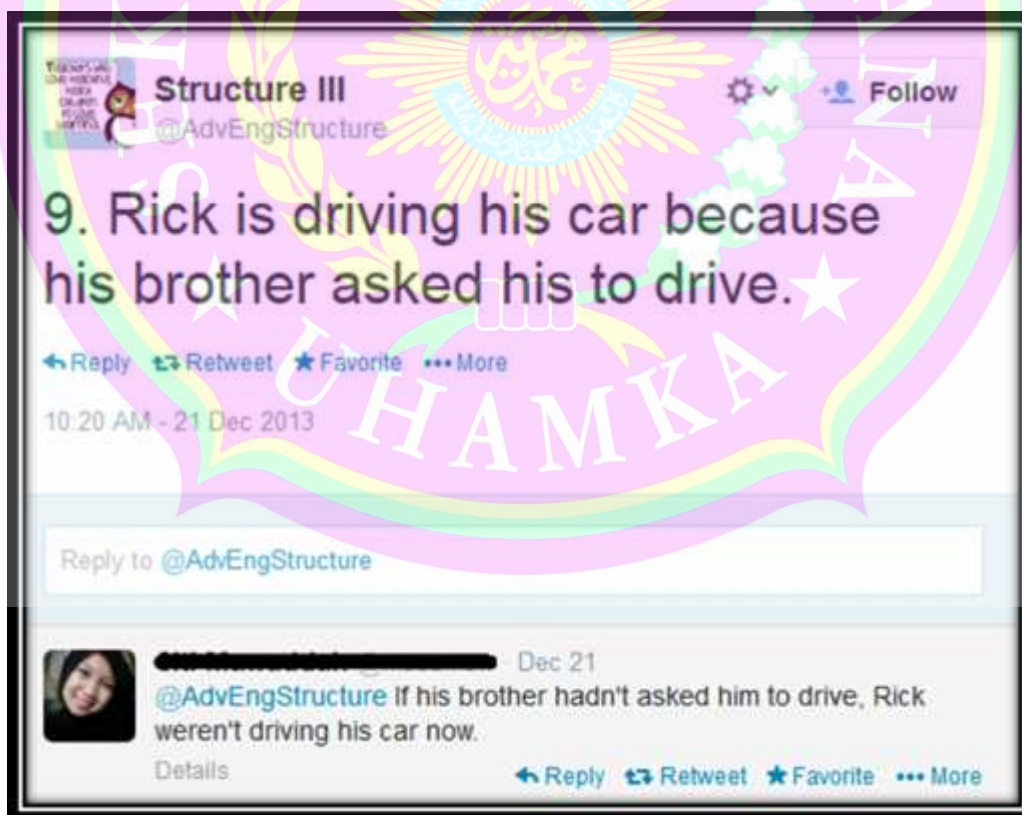 Structure III
@AdvEngStructure
Follow
9. Rick is driving his car because
his brother asked his to drive.
Reply Retweet Favorite More
10:20 AM - 21 Dec 2013
UHAMKA
Reply to @AdvEngStructure
Dec 21
@AdvEngStructure If his brother hadn't asked him to drive, Rick
weren't driving his car now.
Details
Reply Retweet Favorite More